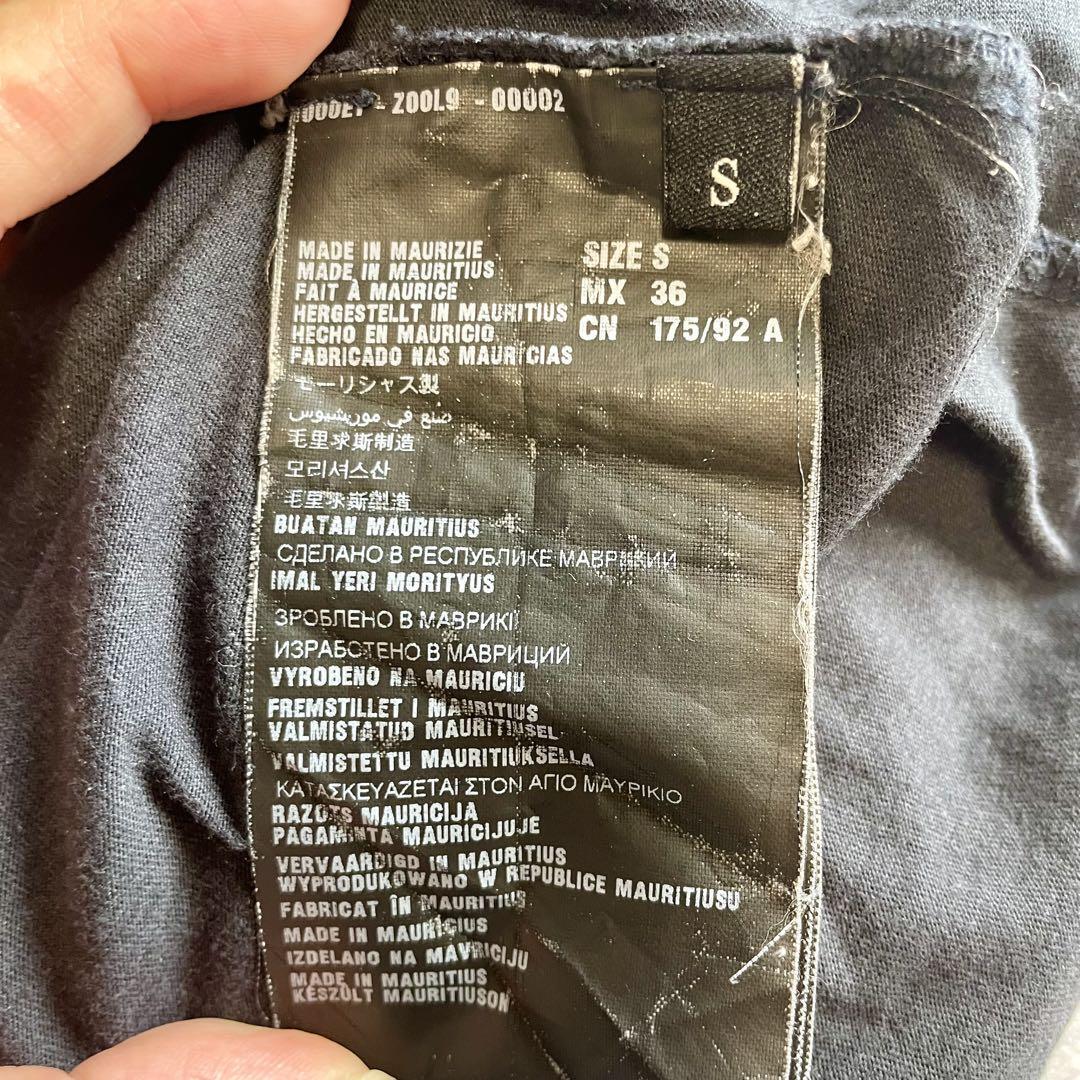 - Z00L9 -00002
S
MADE IN MAURIZIE
MADE IN MAURITIUS
FAIT À MAURICE
HERGESTELLT IN MAURITIUS
HECHO EN MAURICIO
FABRICADO NAS MAURICIAS
モーリシャス製
صنع في موريشيوس
毛里求斯制造
모리셔스산
毛里求斯製造
BUATAN MAURITIUS
СДЕЛАНО В РЕСПУБЛИКЕ МАВРИКИЙ
IMAL YERI MORITYUS
ЗРОБЛЕНО В МАВРИКІЇ
ИЗРАБОТЕНО В МАВРИЦИЙ
VYROBENO NA MAURICIU
FREMSTILLET I MAURITIUS
VALMISTATUD MAURITIUSEL
VALMISTETTU MAURITIUKSELLA
ΚΑΤΑΣΚΕΥΑΖΕΤΑΙ ΣΤΟΝ ΑΓΙΟ ΜΑΥΡΙΚΙΟ
RAZOTS MAURICIJA
PAGAMINTA MAURICIJUJE
VERVAARDIGD IN MAURITIUS
WYPRODUKOWANO W REPUBLICE MAURITIUSU
FABRICAT ÎN MAURITIUS
MADE IN MAURICIUS
IZDELANO NA MAVRICIJU
MADE IN MAURITIUS
KÉSZÜLT MAURITIUSON
SIZE S
MX 36
CN 175/92 A